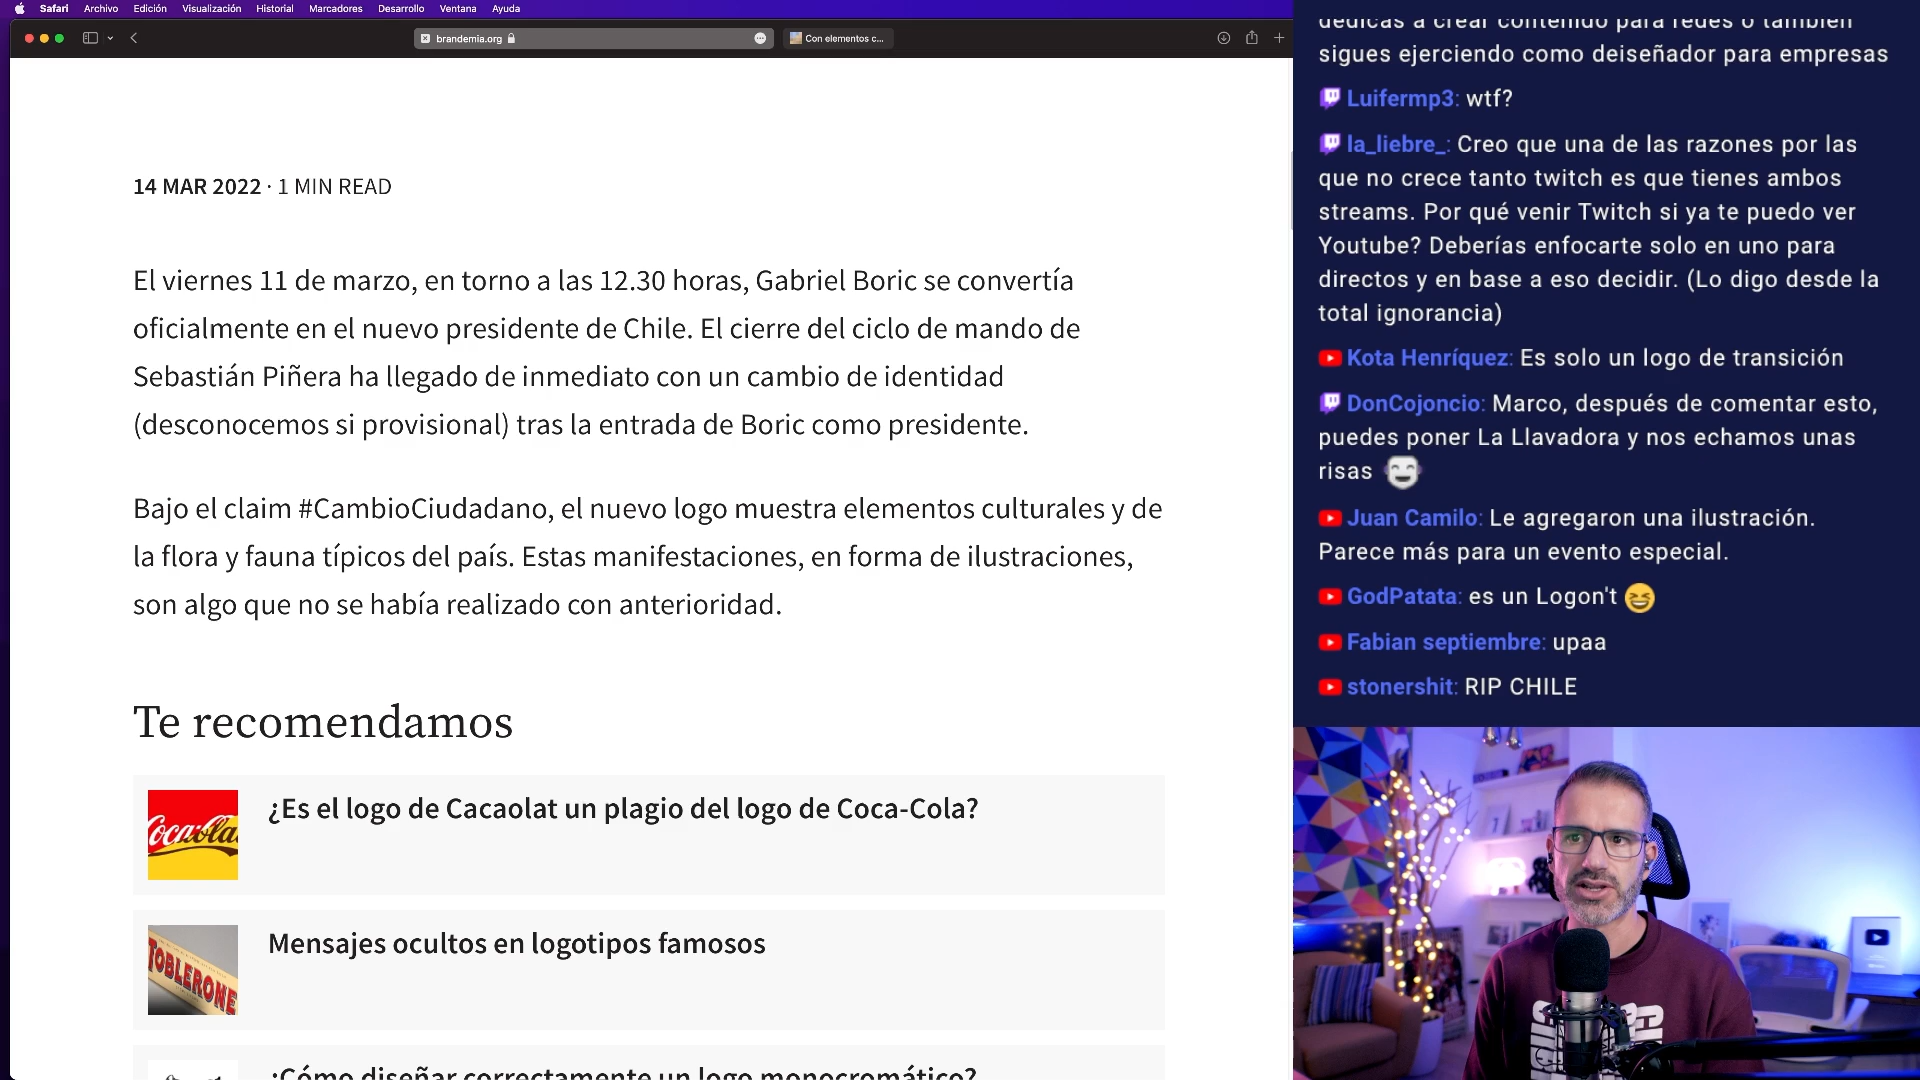 Safari Archivo Edición Visualización Historial Marcadores Desarrollo Ventana Ayuda
brandemia.org
Con elementos c...
14 MAR 2022 · 1 MIN READ
El viernes 11 de marzo, en torno a las 12.30 horas, Gabriel Boric se convertía
oficialmente en el nuevo presidente de Chile. El cierre del ciclo de mando de
Sebastián Piñera ha llegado de inmediato con un cambio de identidad
(desconocemos si provisional) tras la entrada de Boric como presidente.
Bajo el claim #CambioCiudadano, el nuevo logo muestra elementos culturales y de
la flora y fauna típicos del país. Estas manifestaciones, en forma de ilustraciones,
son algo que no se había realizado con anterioridad.
Te recomendamos
¿Es el logo de Cacaolat un plagio del logo de Coca-Cola?
Mensajes ocultos en logotipos famosos
TOBLERONE
¿Cómo diseñar correctamente un logo monocromático?
dedicas a crear contenido para redes o también
sigues ejerciendo como deiseñador para empresas
Luifermp3: wtf?
la_liebre_: Creo que una de las razones por las
que no crece tanto twitch es que tienes ambos
streams. Por qué venir Twitch si ya te puedo ver
Youtube? Deberías enfocarte solo en uno para
directos y en base a eso decidir. (Lo digo desde la
total ignorancia)
Kota Henríquez: Es solo un logo de transición
DonCojoncio: Marco, después de comentar esto,
puedes poner La Llavadora y nos echamos unas
risas
Juan Camilo: Le agregaron una ilustración.
Parece más para un evento especial.
GodPatata: es un Logon't
Fabian septiembre: upaa
stonershit: RIP CHILE